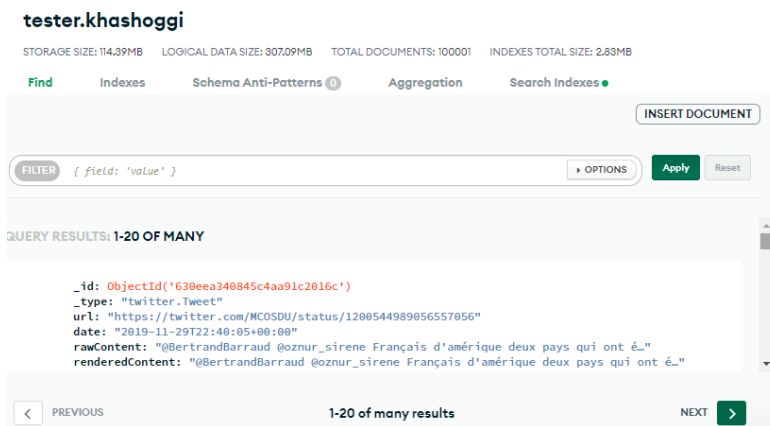 tester.khashoggi
STORAGE SIZE: 114.39MB LOGICAL DATA SIZE: 307.09MB TOTAL DOCUMENTS: 100001 INDEXES TOTAL SIZE: 2.83MB
Find Indexes Schema Anti-Patterns 0 Aggregation Search Indexes
INSERT DOCUMENT
FILTER { field: 'value' } OPTIONS Apply Reset
QUERY RESULTS: 1-20 OF MANY
_id: ObjectId('630eea340845c4aa91c2016c')
_type: "twitter.Tweet"
url: "https://twitter.com/MCOSDU/status/1200544989056557056"
date: "2019-11-29T22:40:05+00:00"
rawContent: "@BertrandBarraud @oznur_sirene Français d'amérique deux pays qui ont é…"
renderedContent: "@BertrandBarraud @oznur_sirene Français d'amérique deux pays qui ont é…"
PREVIOUS 1-20 of many results NEXT